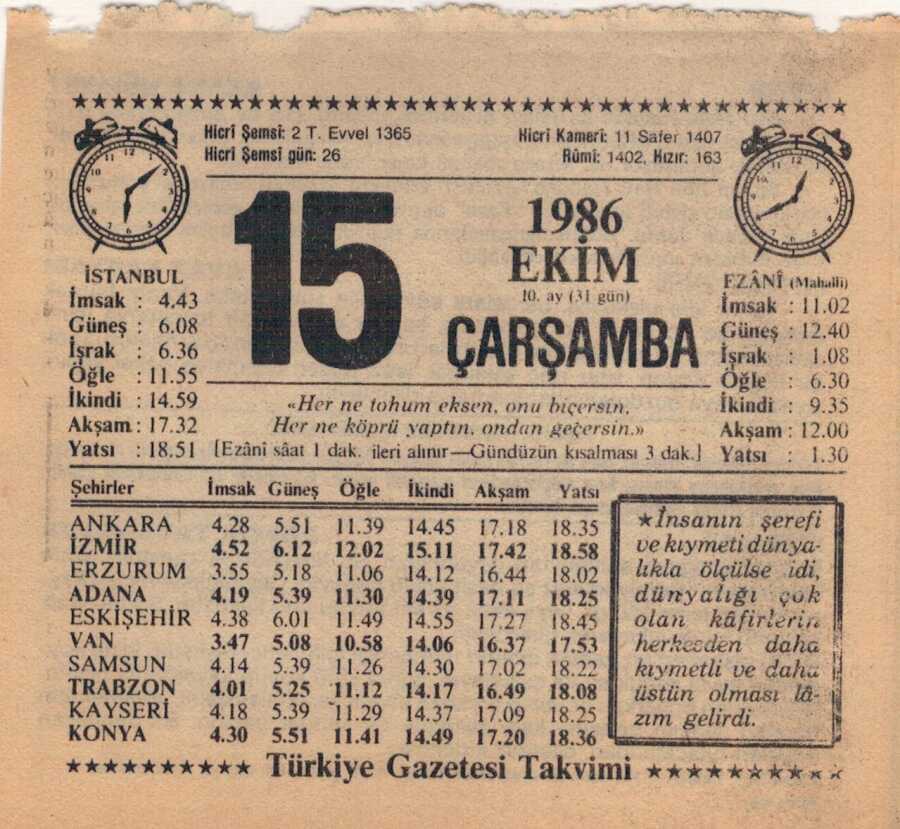 ★★★★★★★★★★★★★★★★★★★★★★★★★★★★★★★★★★★★★★★★★
Hicrî Şemsî: 2 T. Evvel 1365
Hicrî Şemsî gün: 26
Hicrî Kamerî: 11 Safer 1407
Rûmî: 1402, Hızır: 163
15
1986
EKİM
10. ay (31 gün)
ÇARŞAMBA
İSTANBUL
İmsak : 4.43
Güneş : 6.08
İşrak : 6.36
Öğle : 11.55
İkindi : 14.59
Akşam : 17.32
Yatsı : 18.51
EZÂNÎ (Mahallî)
İmsak : 11.02
Güneş : 12.40
İşrak : 1.08
Öğle : 6.30
İkindi : 9.35
Akşam : 12.00
Yatsı : 1.30
«Her ne tohum eksen, onu biçersin,
Her ne köprü yaptın, ondan geçersin.»
[Ezânî sâat 1 dak. ileri alınır—Gündüzün kısalması 3 dak.]
Şehirler İmsak Güneş Öğle İkindi Akşam Yatsı
ANKARA 4.28 5.51 11.39 14.45 17.18 18.35
İZMİR 4.52 6.12 12.02 15.11 17.42 18.58
ERZURUM 3.55 5.18 11.06 14.12 16.44 18.02
ADANA 4.19 5.39 11.30 14.39 17.11 18.25
ESKİŞEHİR 4.38 6.01 11.49 14.55 17.27 18.45
VAN 3.47 5.08 10.58 14.06 16.37 17.53
SAMSUN 4.14 5.39 11.26 14.30 17.02 18.22
TRABZON 4.01 5.25 11.12 14.17 16.49 18.08
KAYSERİ 4.18 5.39 11.29 14.37 17.09 18.25
KONYA 4.30 5.51 11.41 14.49 17.20 18.36
★İnsanın şerefi
ve kıymeti dünya-
lıkla ölçülse idi,
dünyalığı çok
olan kâfirlerin
herkesden daha
kıymetli ve daha
üstün olması lâ-
zım gelirdi.
★★★★★★★★★★ Türkiye Gazetesi Takvimi ★★★★★★★★★★★